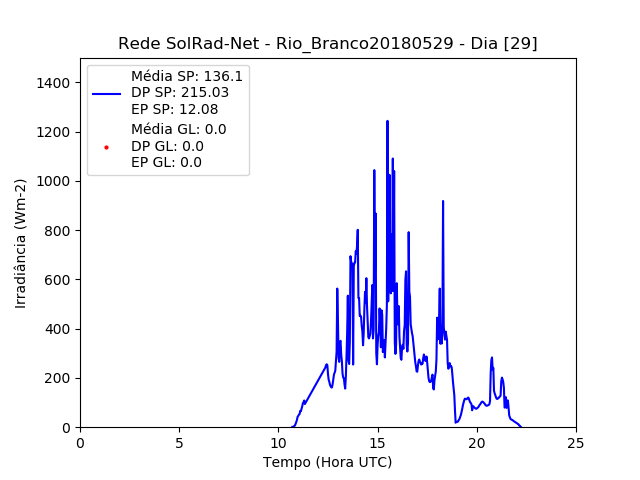 Rede SolRad-Net - Rio_Branco20180529 - Dia [29]
Média SP: 136.1
DP SP: 215.03
EP SP: 12.08
Média GL: 0.0
DP GL: 0.0
EP GL: 0.0
1400
1200
1000
800
600
400
200
0
Irradiância (Wm-2)
0 5 10 15 20 25
Tempo (Hora UTC)